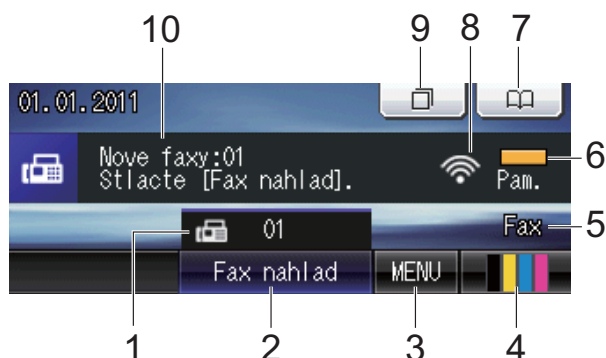 10 9 8 7
01.01.2011
Nove faxy:01
Stlacte [Fax nahlad].
Pam. 6
1 01 Fax 5
Fax nahlad MENU
1 2 3 4